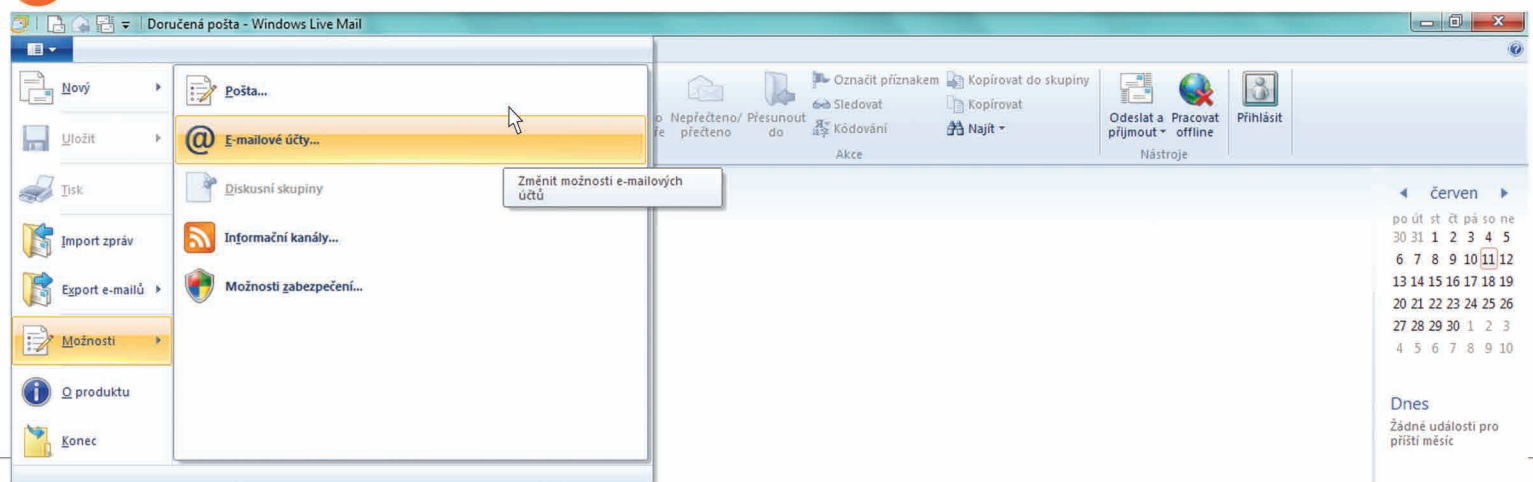 Doručená pošta - Windows Live Mail
Nový
Uložit
Tisk
Import zpráv
Export e-mailů
Možnosti
O produktu
Konec
Pošta...
E-mailové účty...
Diskusní skupiny
Informační kanály...
Možnosti zabezpečení...
Změnit možnosti e-mailových
účtů
Nepřečteno/
přečteno
Přesunout
do
Označit příznakem
Sledovat
Kódování
Kopírovat do skupiny
Kopírovat
Najít
Akce
Odeslat a
přijmout
Pracovat
offline
Nástroje
Přihlásit
červen
po út st čt pá so ne
30 31 1 2 3 4 5
6 7 8 9 10 11 12
13 14 15 16 17 18 19
20 21 22 23 24 25 26
27 28 29 30 1 2 3
4 5 6 7 8 9 10
Dnes
Žádné události pro
příští měsíc